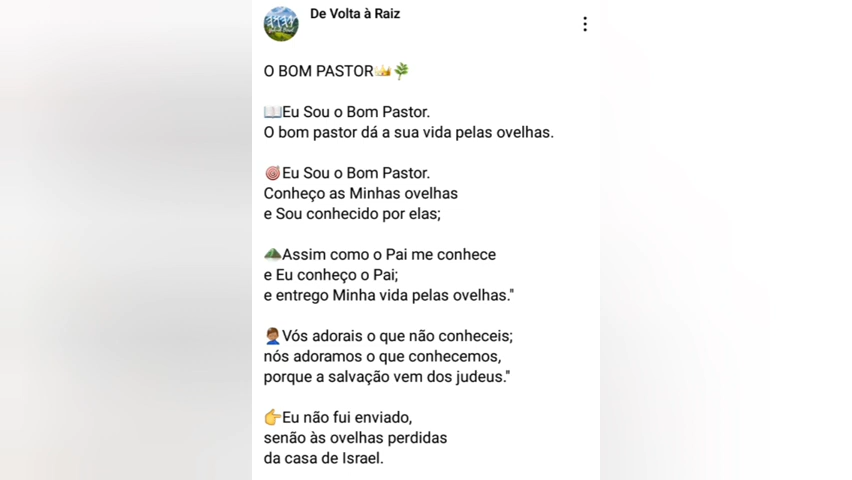 De Volta à Raiz
O BOM PASTOR👑🌿
📖Eu Sou o Bom Pastor.
O bom pastor dá a sua vida pelas ovelhas.
🎯Eu Sou o Bom Pastor.
Conheço as Minhas ovelhas
e Sou conhecido por elas;
⛰️Assim como o Pai me conhece
e Eu conheço o Pai;
e entrego Minha vida pelas ovelhas."
🙇🏽‍♂️Vós adorais o que não conheceis;
nós adoramos o que conhecemos,
porque a salvação vem dos judeus."
👉Eu não fui enviado,
senão às ovelhas perdidas
da casa de Israel.